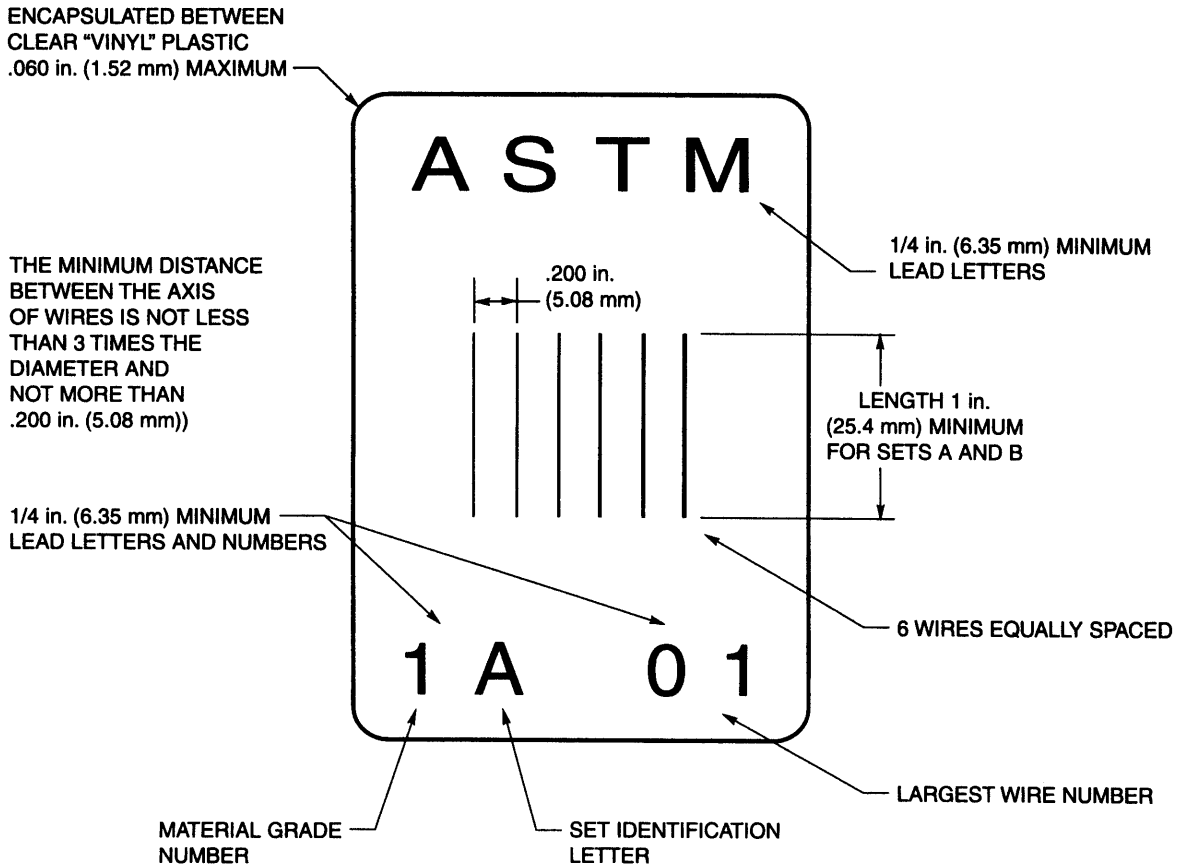 ENCAPSULATED BETWEEN
CLEAR “VINYL” PLASTIC
.060 in. (1.52 mm) MAXIMUM
A S T M
1/4 in. (6.35 mm) MINIMUM
LEAD LETTERS
THE MINIMUM DISTANCE
BETWEEN THE AXIS
OF WIRES IS NOT LESS
THAN 3 TIMES THE
DIAMETER AND
NOT MORE THAN
.200 in. (5.08 mm))
.200 in.
(5.08 mm)
LENGTH 1 in.
(25.4 mm) MINIMUM
FOR SETS A AND B
1/4 in. (6.35 mm) MINIMUM
LEAD LETTERS AND NUMBERS
6 WIRES EQUALLY SPACED
1 A 0 1
LARGEST WIRE NUMBER
MATERIAL GRADE
NUMBER
SET IDENTIFICATION
LETTER